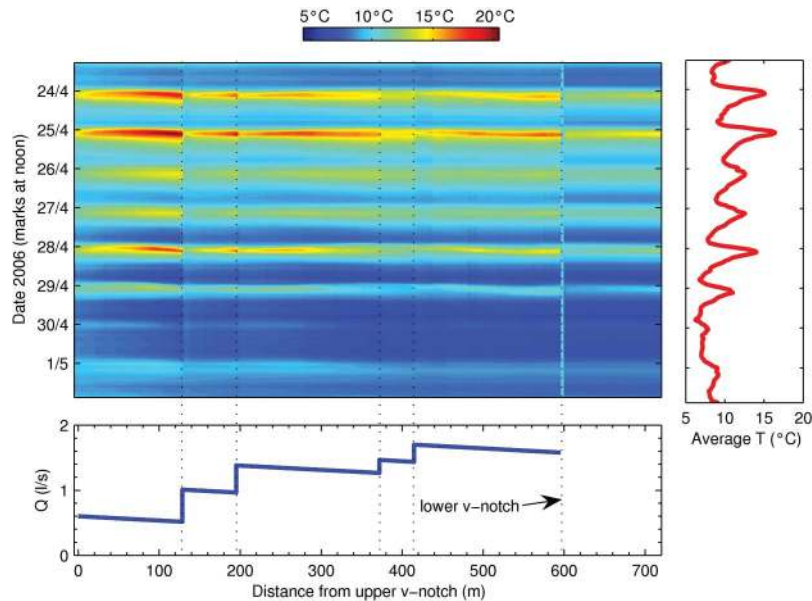 5°C 10°C 15°C 20°C
24/4
25/4
26/4
27/4
28/4
29/4
30/4
1/5
Date 2006 (marks at noon)
5 10 15 20
Average T (°C)
2
1
0
Q (l/s)
lower v-notch
0 100 200 300 400 500 600 700
Distance from upper v-notch (m)